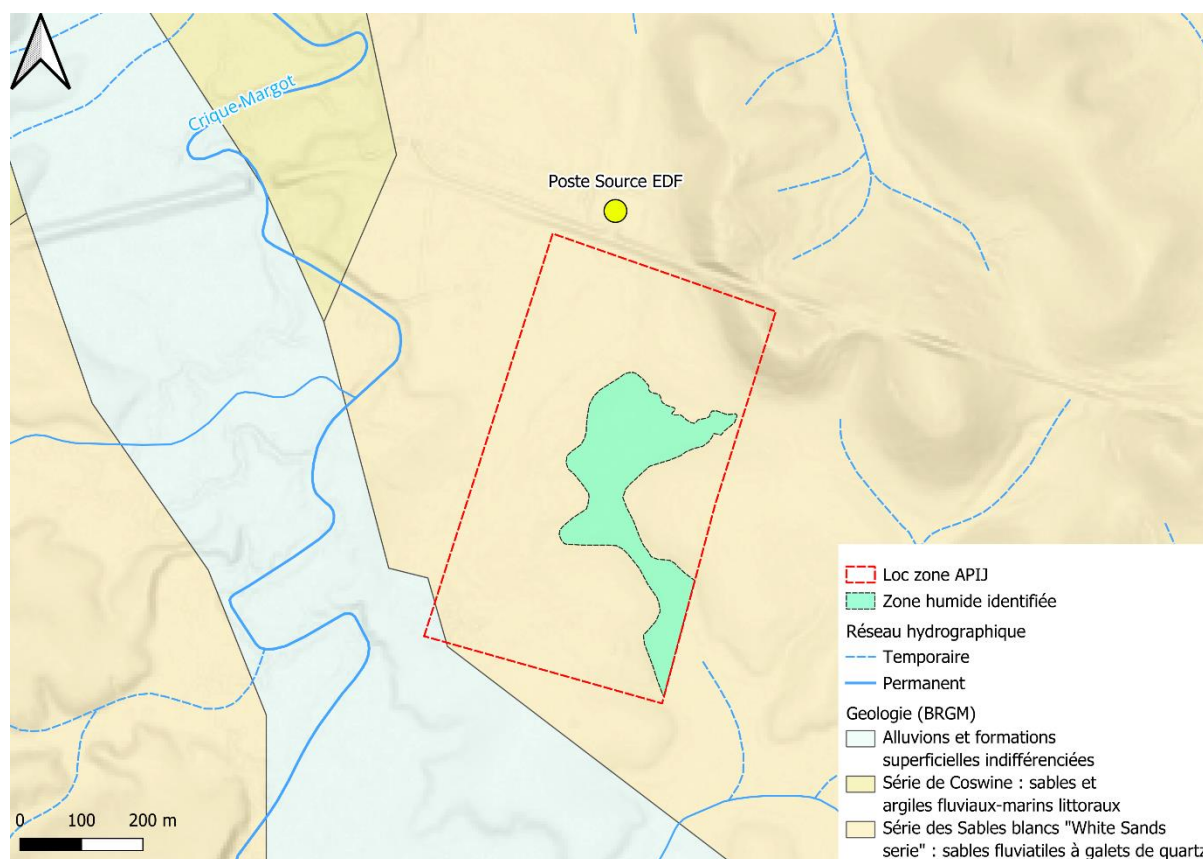 Crique Margot
Poste Source EDF
Loc zone APIJ
Zone humide identifiée
Réseau hydrographique
Temporaire
Permanent
Geologie (BRGM)
Alluvions et formations
superficielles indifférenciées
Série de Coswine : sables et
argiles fluviaux-marins littoraux
Série des Sables blancs "White Sands
serie" : sables fluviatiles à galets de quartz
0 100 200 m